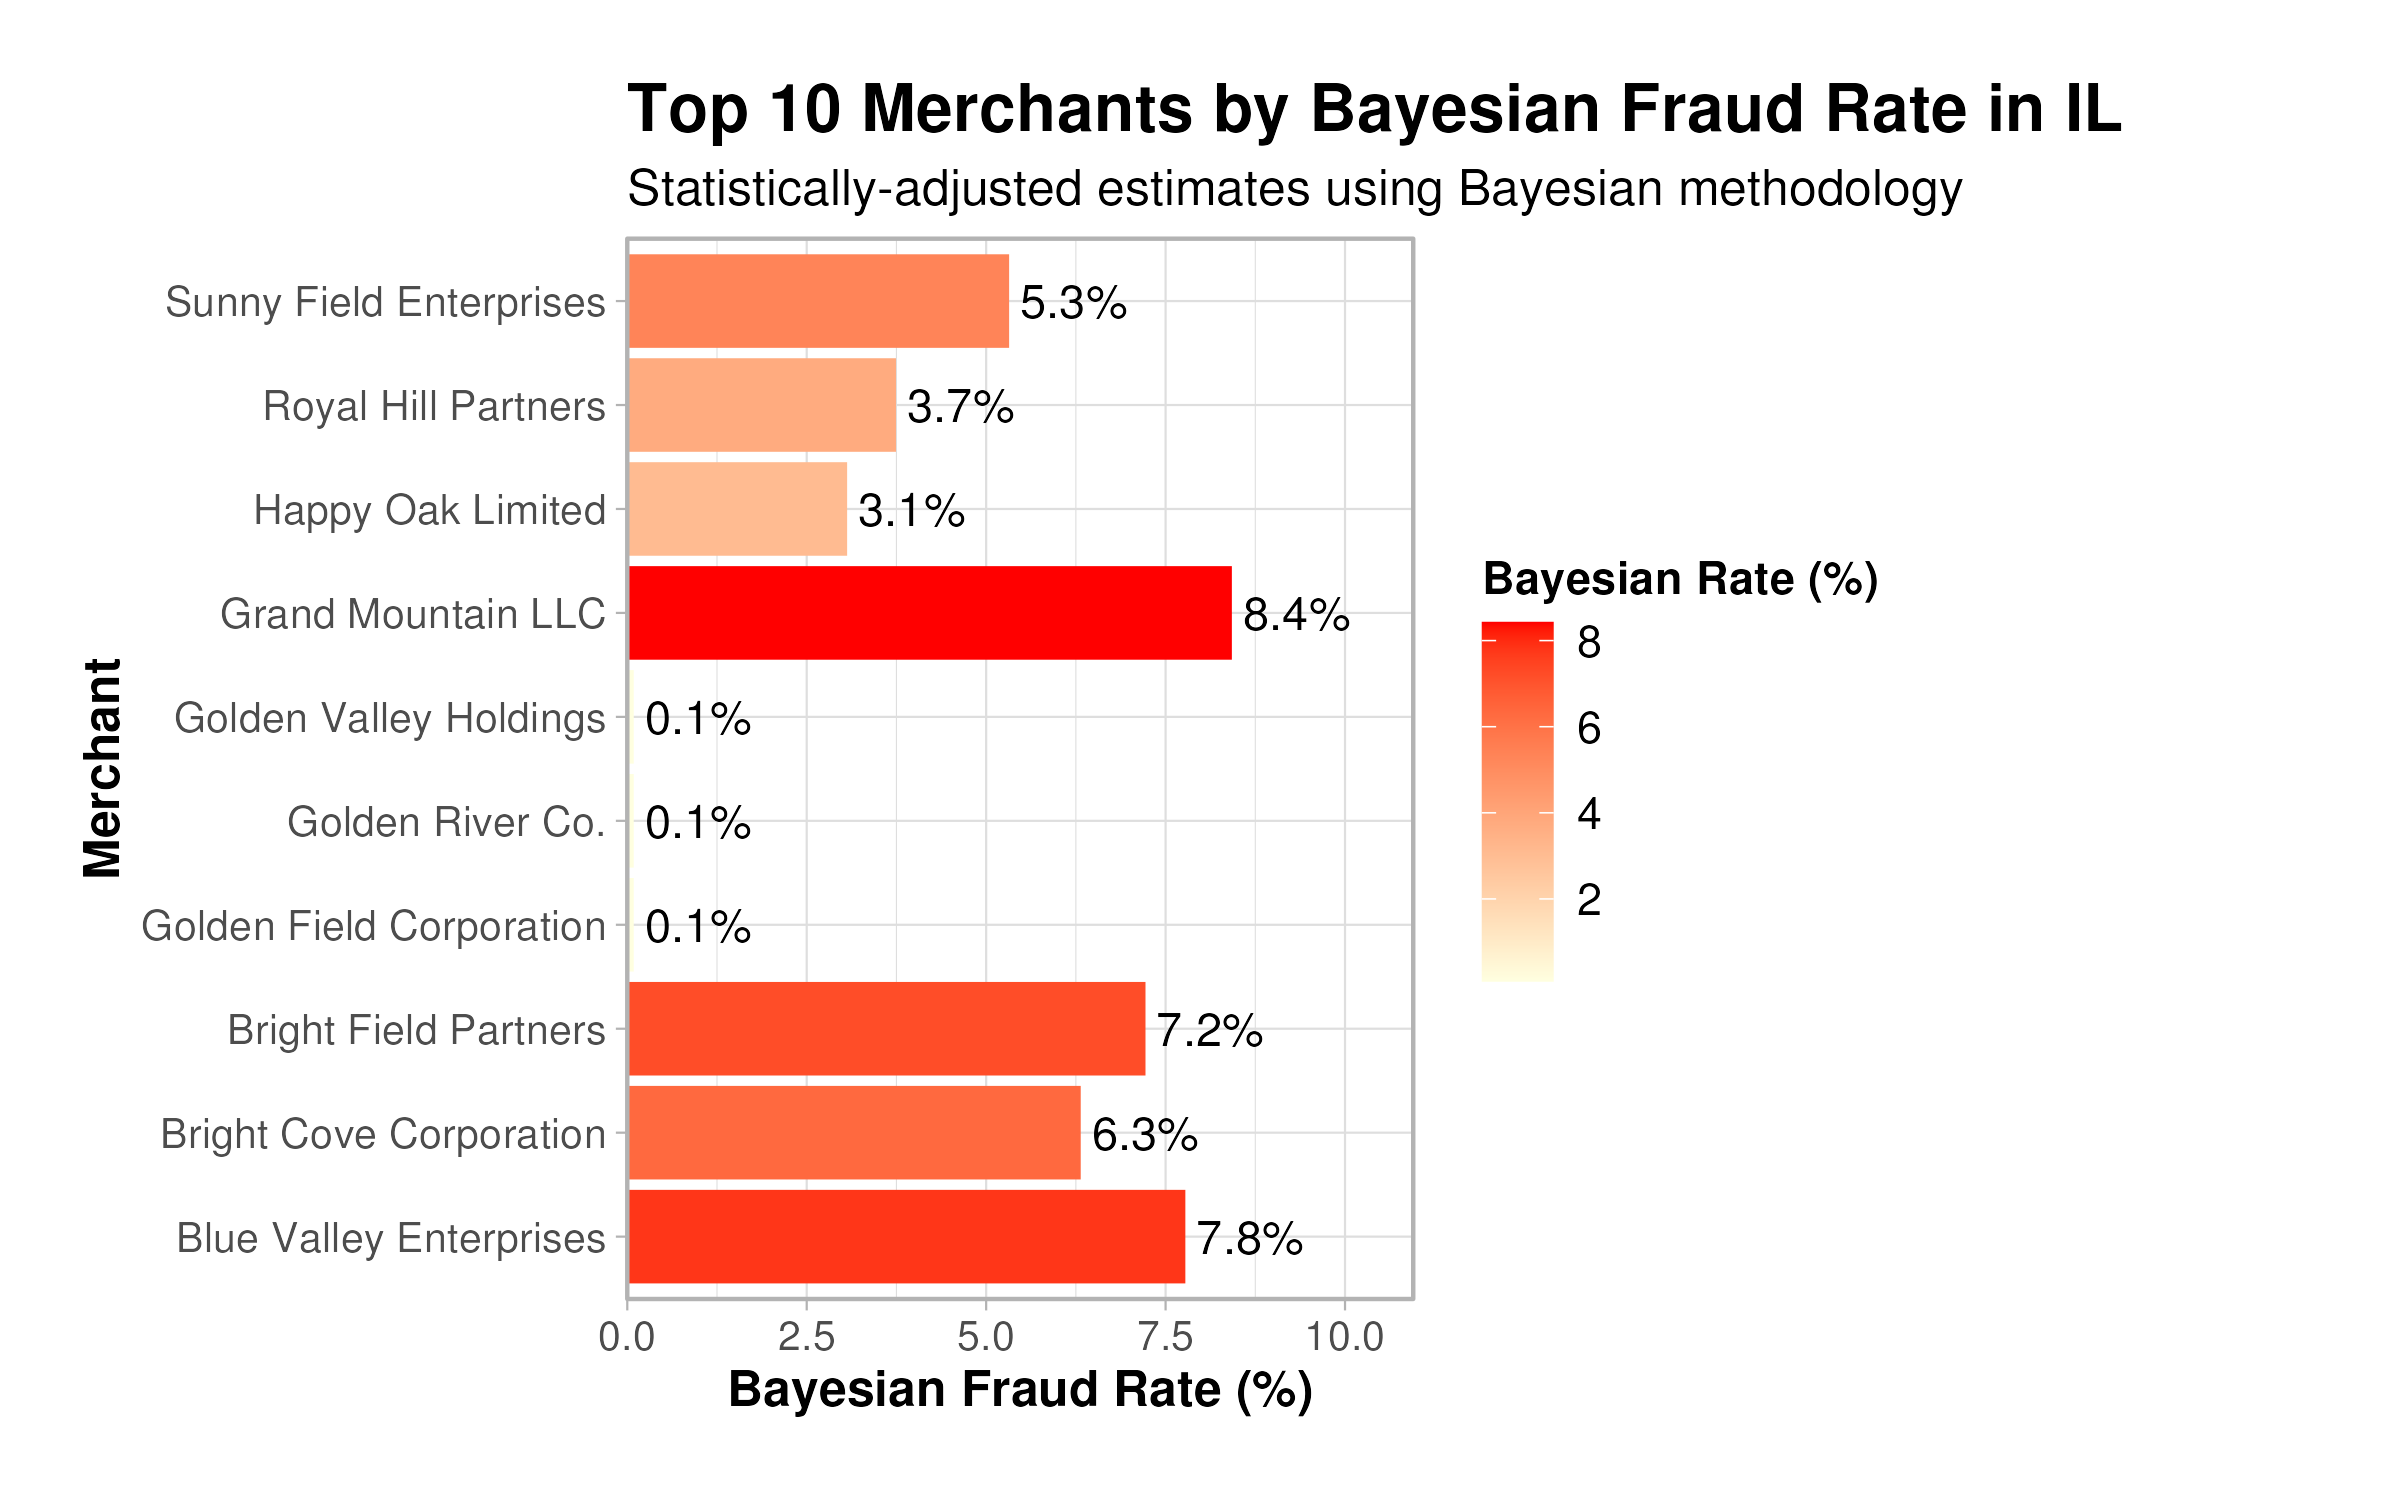 Top 10 Merchants by Bayesian Fraud Rate in IL
Statistically-adjusted estimates using Bayesian methodology
Merchant
Sunny Field Enterprises 5.3%
Royal Hill Partners 3.7%
Happy Oak Limited 3.1%
Grand Mountain LLC 8.4%
Golden Valley Holdings 0.1%
Golden River Co. 0.1%
Golden Field Corporation 0.1%
Bright Field Partners 7.2%
Bright Cove Corporation 6.3%
Blue Valley Enterprises 7.8%
0.0 2.5 5.0 7.5 10.0
Bayesian Fraud Rate (%)
Bayesian Rate (%)
8
6
4
2